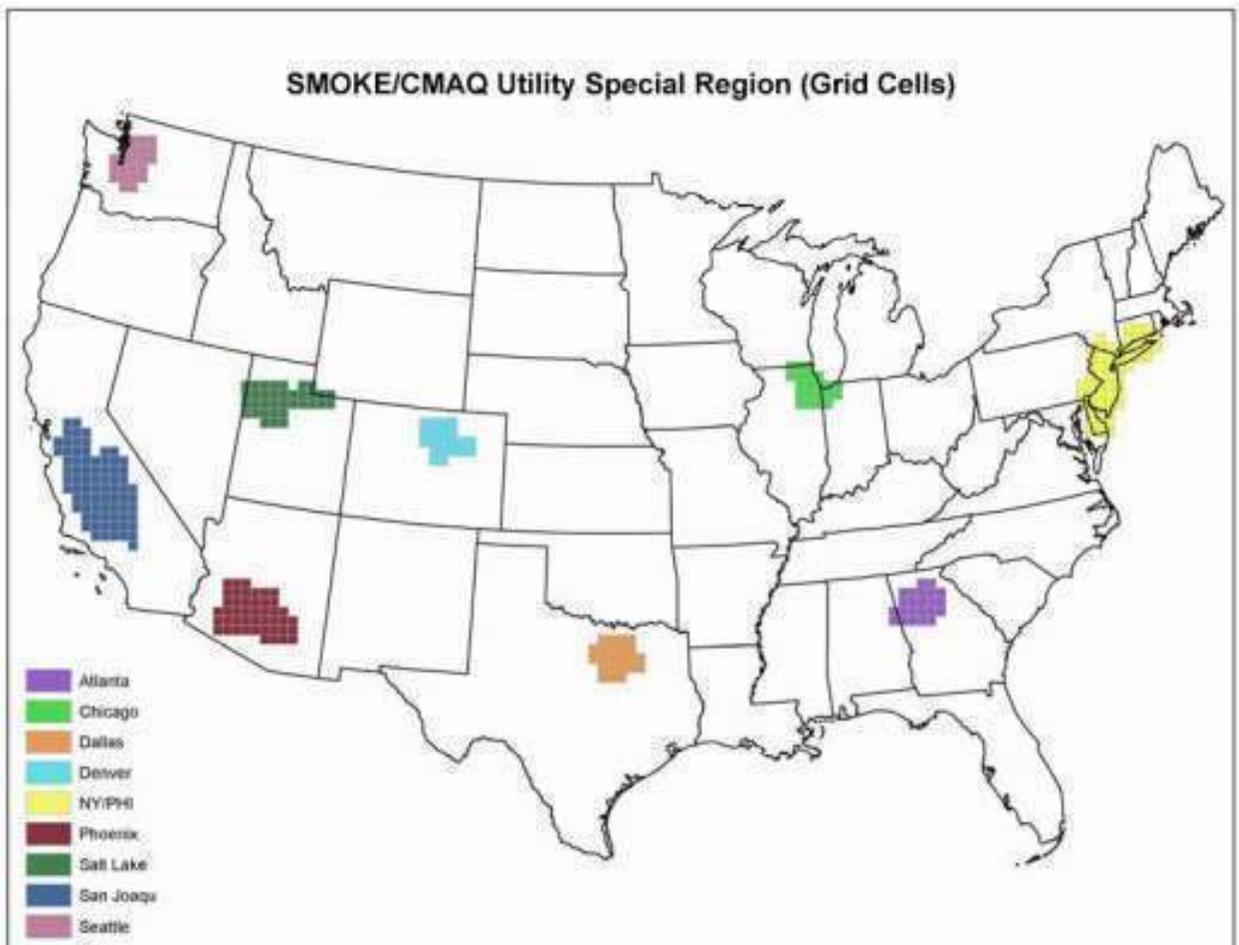 SMOKE/CMAQ Utility Special Region (Grid Cells)
Atlanta
Chicago
Dallas
Denver
NY/PHI
Phoenix
Salt Lake
San Joaqu
Seattle